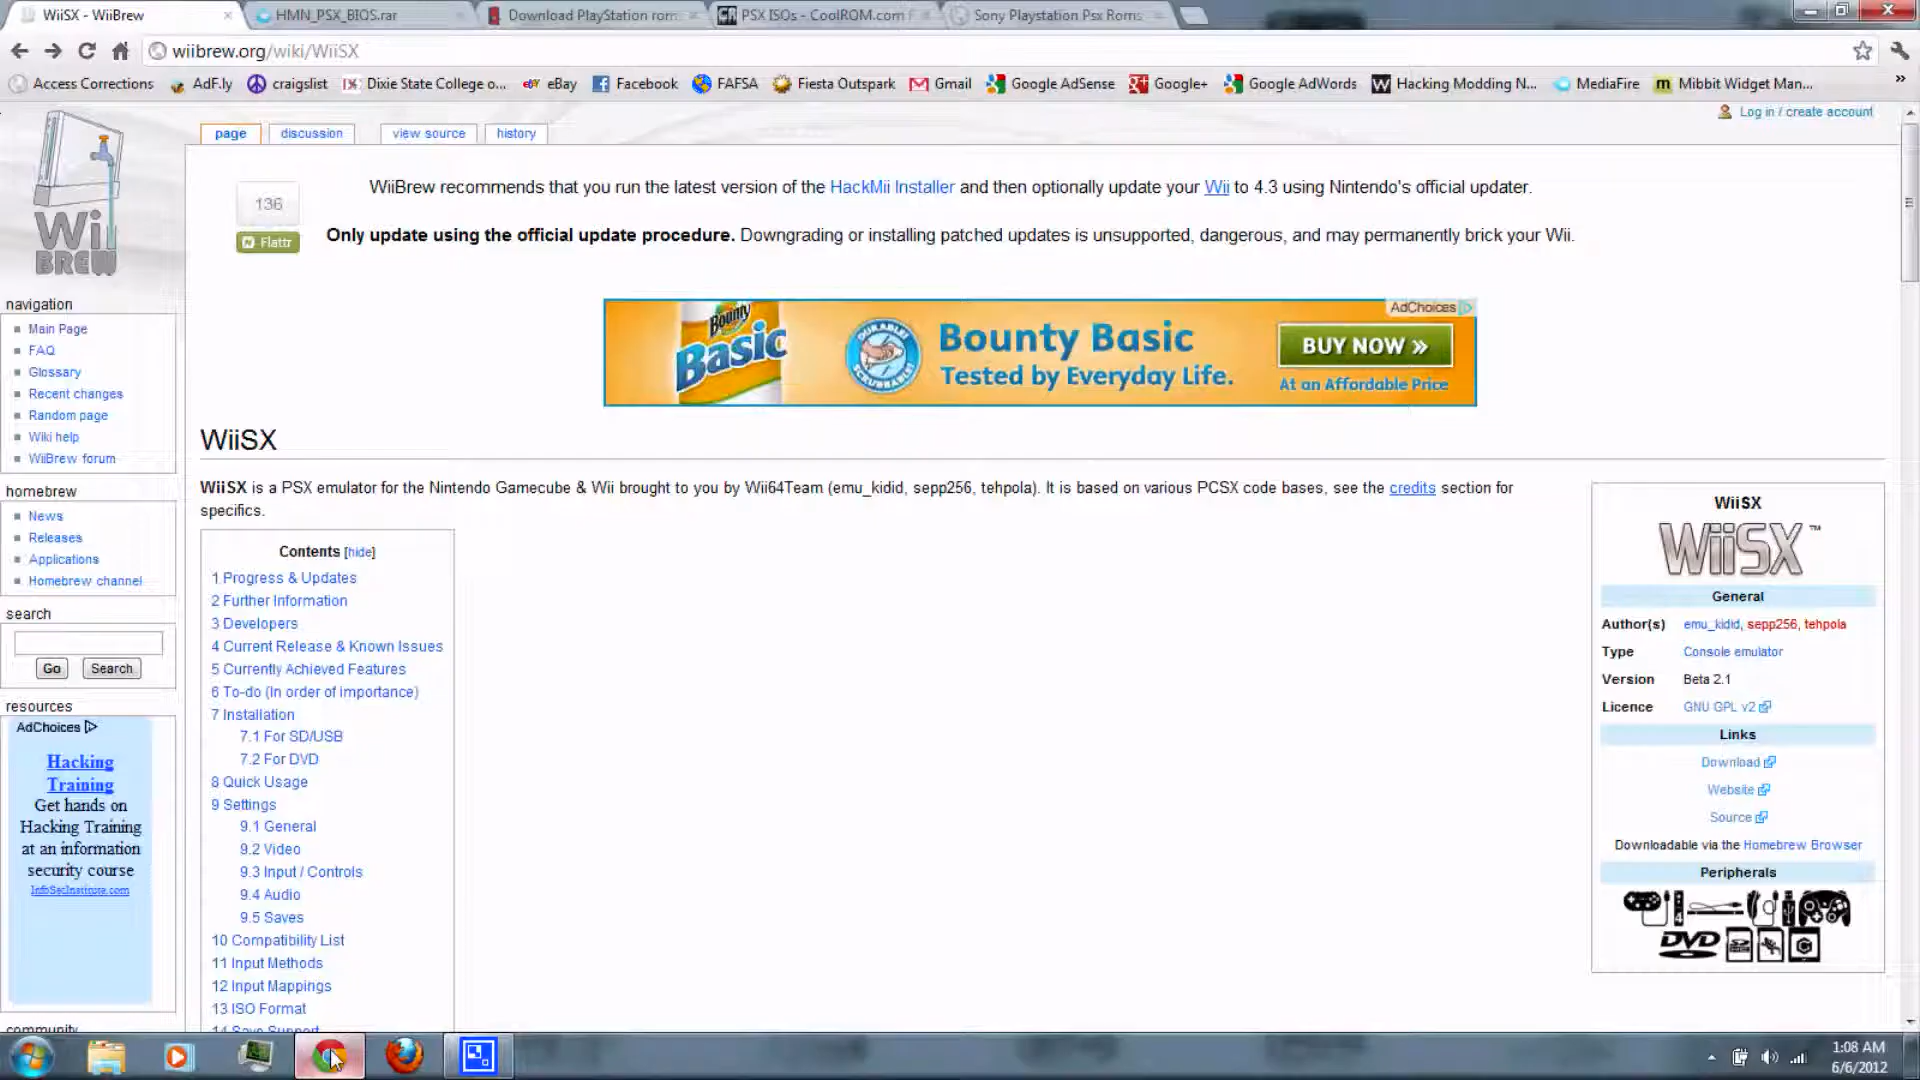 WiiSX - WiiBrew
HMN_PSX_BIOS.rar
Download PlayStation rom
PSX ISOs - CoolROM.com
Sony Playstation Psx Roms
wiibrew.org/wiki/WiiSX
Access Corrections
AdF.ly
craigslist
Dixie State College o...
eBay
Facebook
FAFSA
Fiesta Outspark
Gmail
Google AdSense
Google+
Google AdWords
Hacking Modding N...
MediaFire
Mibbit Widget Man...
Log in / create account
page
discussion
view source
history
136
Flattr
WiiBrew recommends that you run the latest version of the HackMii Installer and then optionally update your Wii to 4.3 using Nintendo's official updater.
Only update using the official update procedure. Downgrading or installing patched updates is unsupported, dangerous, and may permanently brick your Wii.
Wii
BREW
AdChoices
Bounty
Basic
DURABLE!
SCRUBBABLE!
Bounty Basic
Tested by Everyday Life.
BUY NOW »
At an Affordable Price
navigation
Main Page
FAQ
Glossary
Recent changes
Random page
Wiki help
WiiBrew forum
homebrew
News
Releases
Applications
Homebrew channel
search
Go
Search
resources
AdChoices
Hacking
Training
Get hands on
Hacking Training
at an information
security course
InfoSecInstitute.com
community
WiiSX
WiiSX is a PSX emulator for the Nintendo Gamecube & Wii brought to you by Wii64Team (emu_kidid, sepp256, tehpola). It is based on various PCSX code bases, see the credits section for
specifics.
Contents [hide]
1 Progress & Updates
2 Further Information
3 Developers
4 Current Release & Known Issues
5 Currently Achieved Features
6 To-do (In order of importance)
7 Installation
7.1 For SD/USB
7.2 For DVD
8 Quick Usage
9 Settings
9.1 General
9.2 Video
9.3 Input / Controls
9.4 Audio
9.5 Saves
10 Compatibility List
11 Input Methods
12 Input Mappings
13 ISO Format
14 Save Support
WiiSX
WiiSX™
General
Author(s) emu_kidid, sepp256, tehpola
Type Console emulator
Version Beta 2.1
Licence GNU GPL v2
Links
Download
Website
Source
Downloadable via the Homebrew Browser
Peripherals
DVD
1:08 AM
6/6/2012